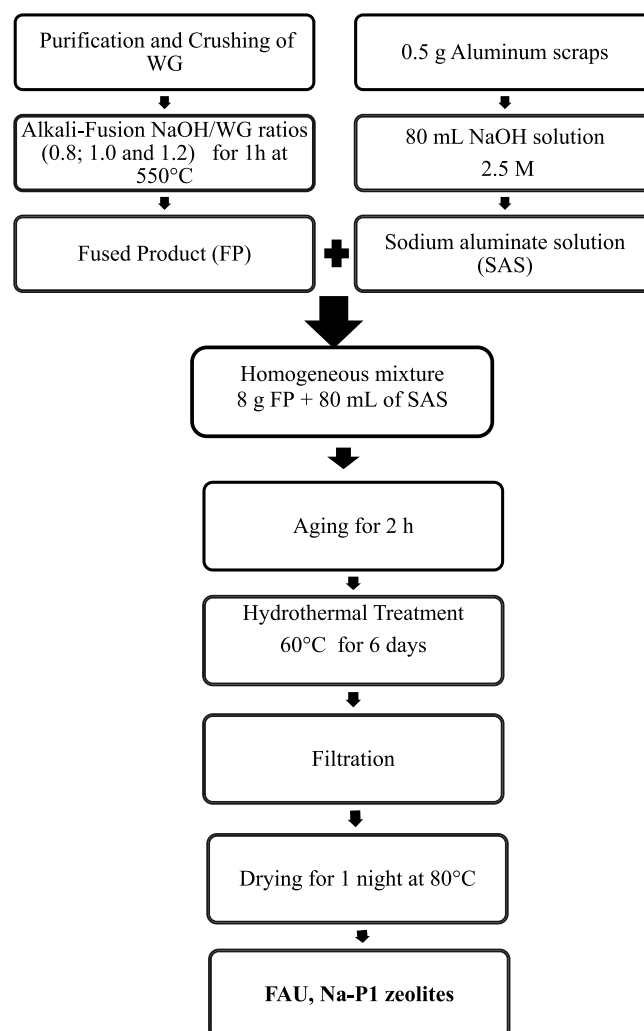 Purification and Crushing of
WG
0.5 g Aluminum scraps
Alkali-Fusion NaOH/WG ratios
(0.8; 1.0 and 1.2) for 1h at
550°C
80 mL NaOH solution
2.5 M
Fused Product (FP)
Sodium aluminate solution
(SAS)
Homogeneous mixture
8 g FP + 80 mL of SAS
Aging for 2 h
Hydrothermal Treatment
60°C for 6 days
Filtration
Drying for 1 night at 80°C
FAU, Na-P1 zeolites